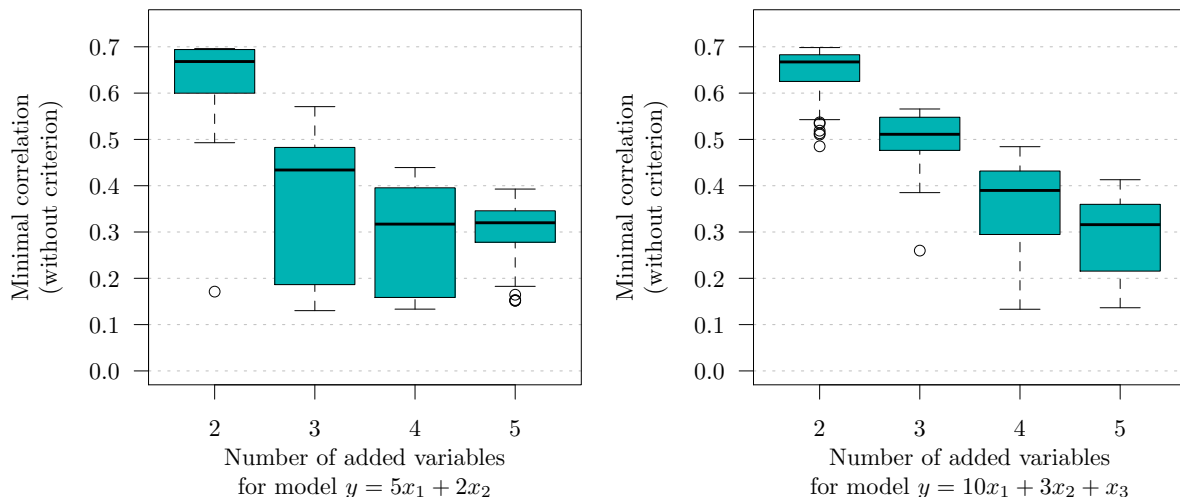 Minimal correlation
(without criterion)
0.7
0.6
0.5
0.4
0.3
0.2
0.1
0.0
2 3 4 5
Number of added variables
for model y = 5x₁ + 2x₂
Minimal correlation
(without criterion)
0.7
0.6
0.5
0.4
0.3
0.2
0.1
0.0
2 3 4 5
Number of added variables
for model y = 10x₁ + 3x₂ + x₃